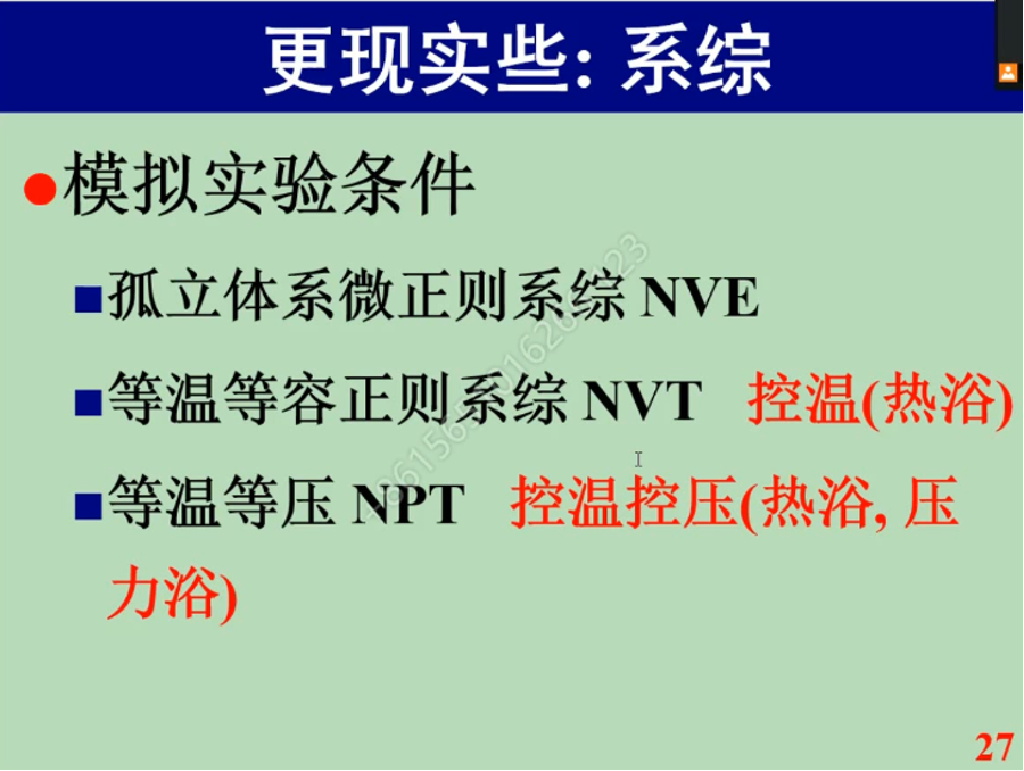 更现实些: 系综
●模拟实验条件
■孤立体系微正则系综 NVE
■等温等容正则系综 NVT 控温(热浴)
■等温等压 NPT 控温控压(热浴, 压
力浴)
27